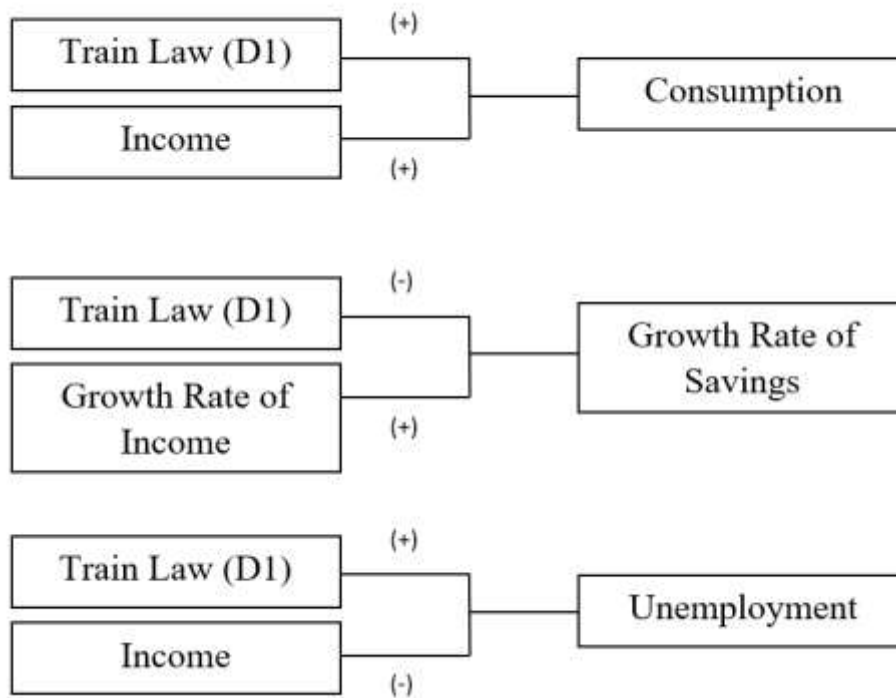 (+)
Train Law (D1)
Consumption
Income
(+)
(-)
Train Law (D1)
Growth Rate of
Savings
Growth Rate of
Income
(+)
(+)
Train Law (D1)
Unemployment
Income
(-)